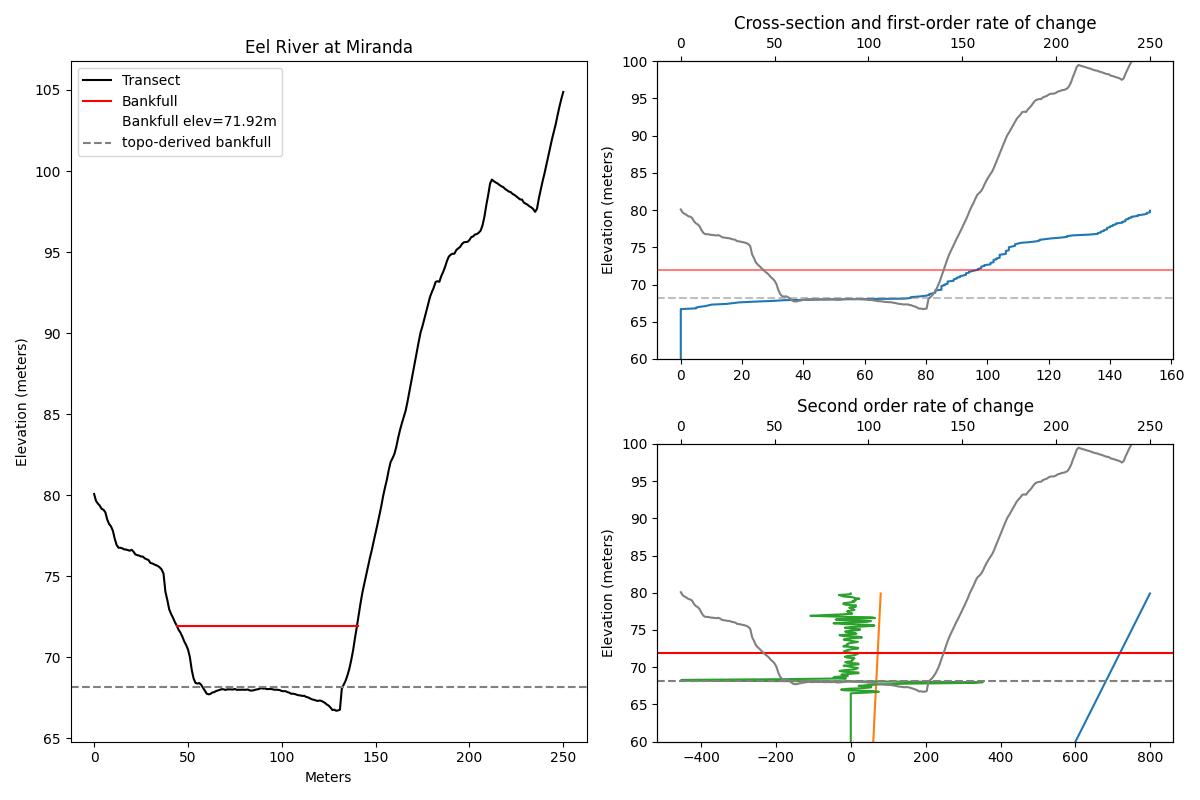 Eel River at Miranda
Transect
Bankfull
Bankfull elev=71.92m
topo-derived bankfull
105
100
95
90
85
80
75
70
65
Elevation (meters)
0 50 100 150 200 250
Meters
Cross-section and first-order rate of change
0 50 100 150 200 250
100
95
90
85
80
75
70
65
60
Elevation (meters)
0 20 40 60 80 100 120 140 160
Second order rate of change
0 50 100 150 200 250
100
95
90
85
80
75
70
65
60
Elevation (meters)
−400 −200 0 200 400 600 800